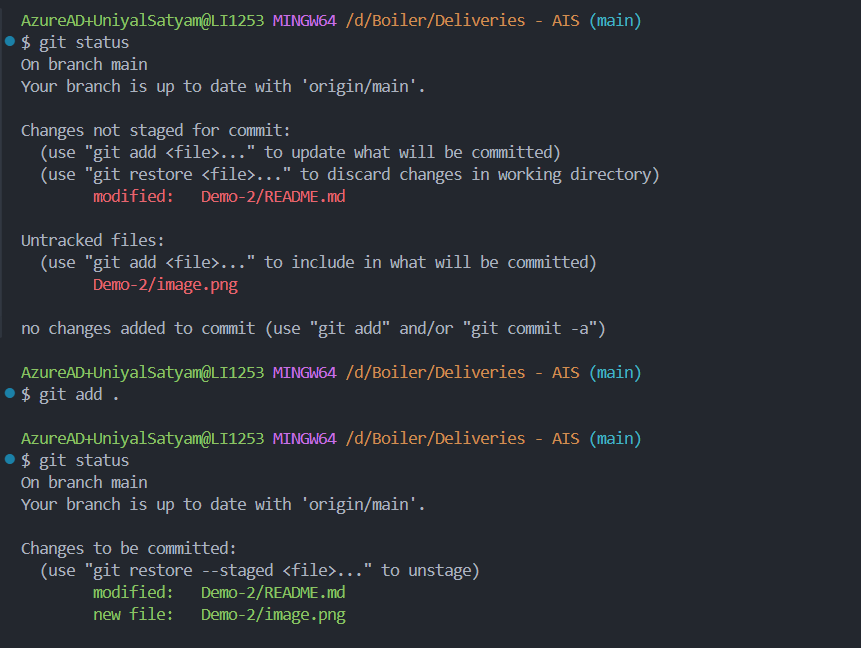 AzureAD+UniyalSatyam@LI1253 MINGW64 /d/Boiler/Deliveries - AIS (main)
$ git status
On branch main
Your branch is up to date with 'origin/main'.
Changes not staged for commit:
(use "git add <file>..." to update what will be committed)
(use "git restore <file>..." to discard changes in working directory)
modified:   Demo-2/README.md
Untracked files:
(use "git add <file>..." to include in what will be committed)
Demo-2/image.png
no changes added to commit (use "git add" and/or "git commit -a")
AzureAD+UniyalSatyam@LI1253 MINGW64 /d/Boiler/Deliveries - AIS (main)
$ git add .
AzureAD+UniyalSatyam@LI1253 MINGW64 /d/Boiler/Deliveries - AIS (main)
$ git status
On branch main
Your branch is up to date with 'origin/main'.
Changes to be committed:
(use "git restore --staged <file>..." to unstage)
modified:   Demo-2/README.md
new file:   Demo-2/image.png